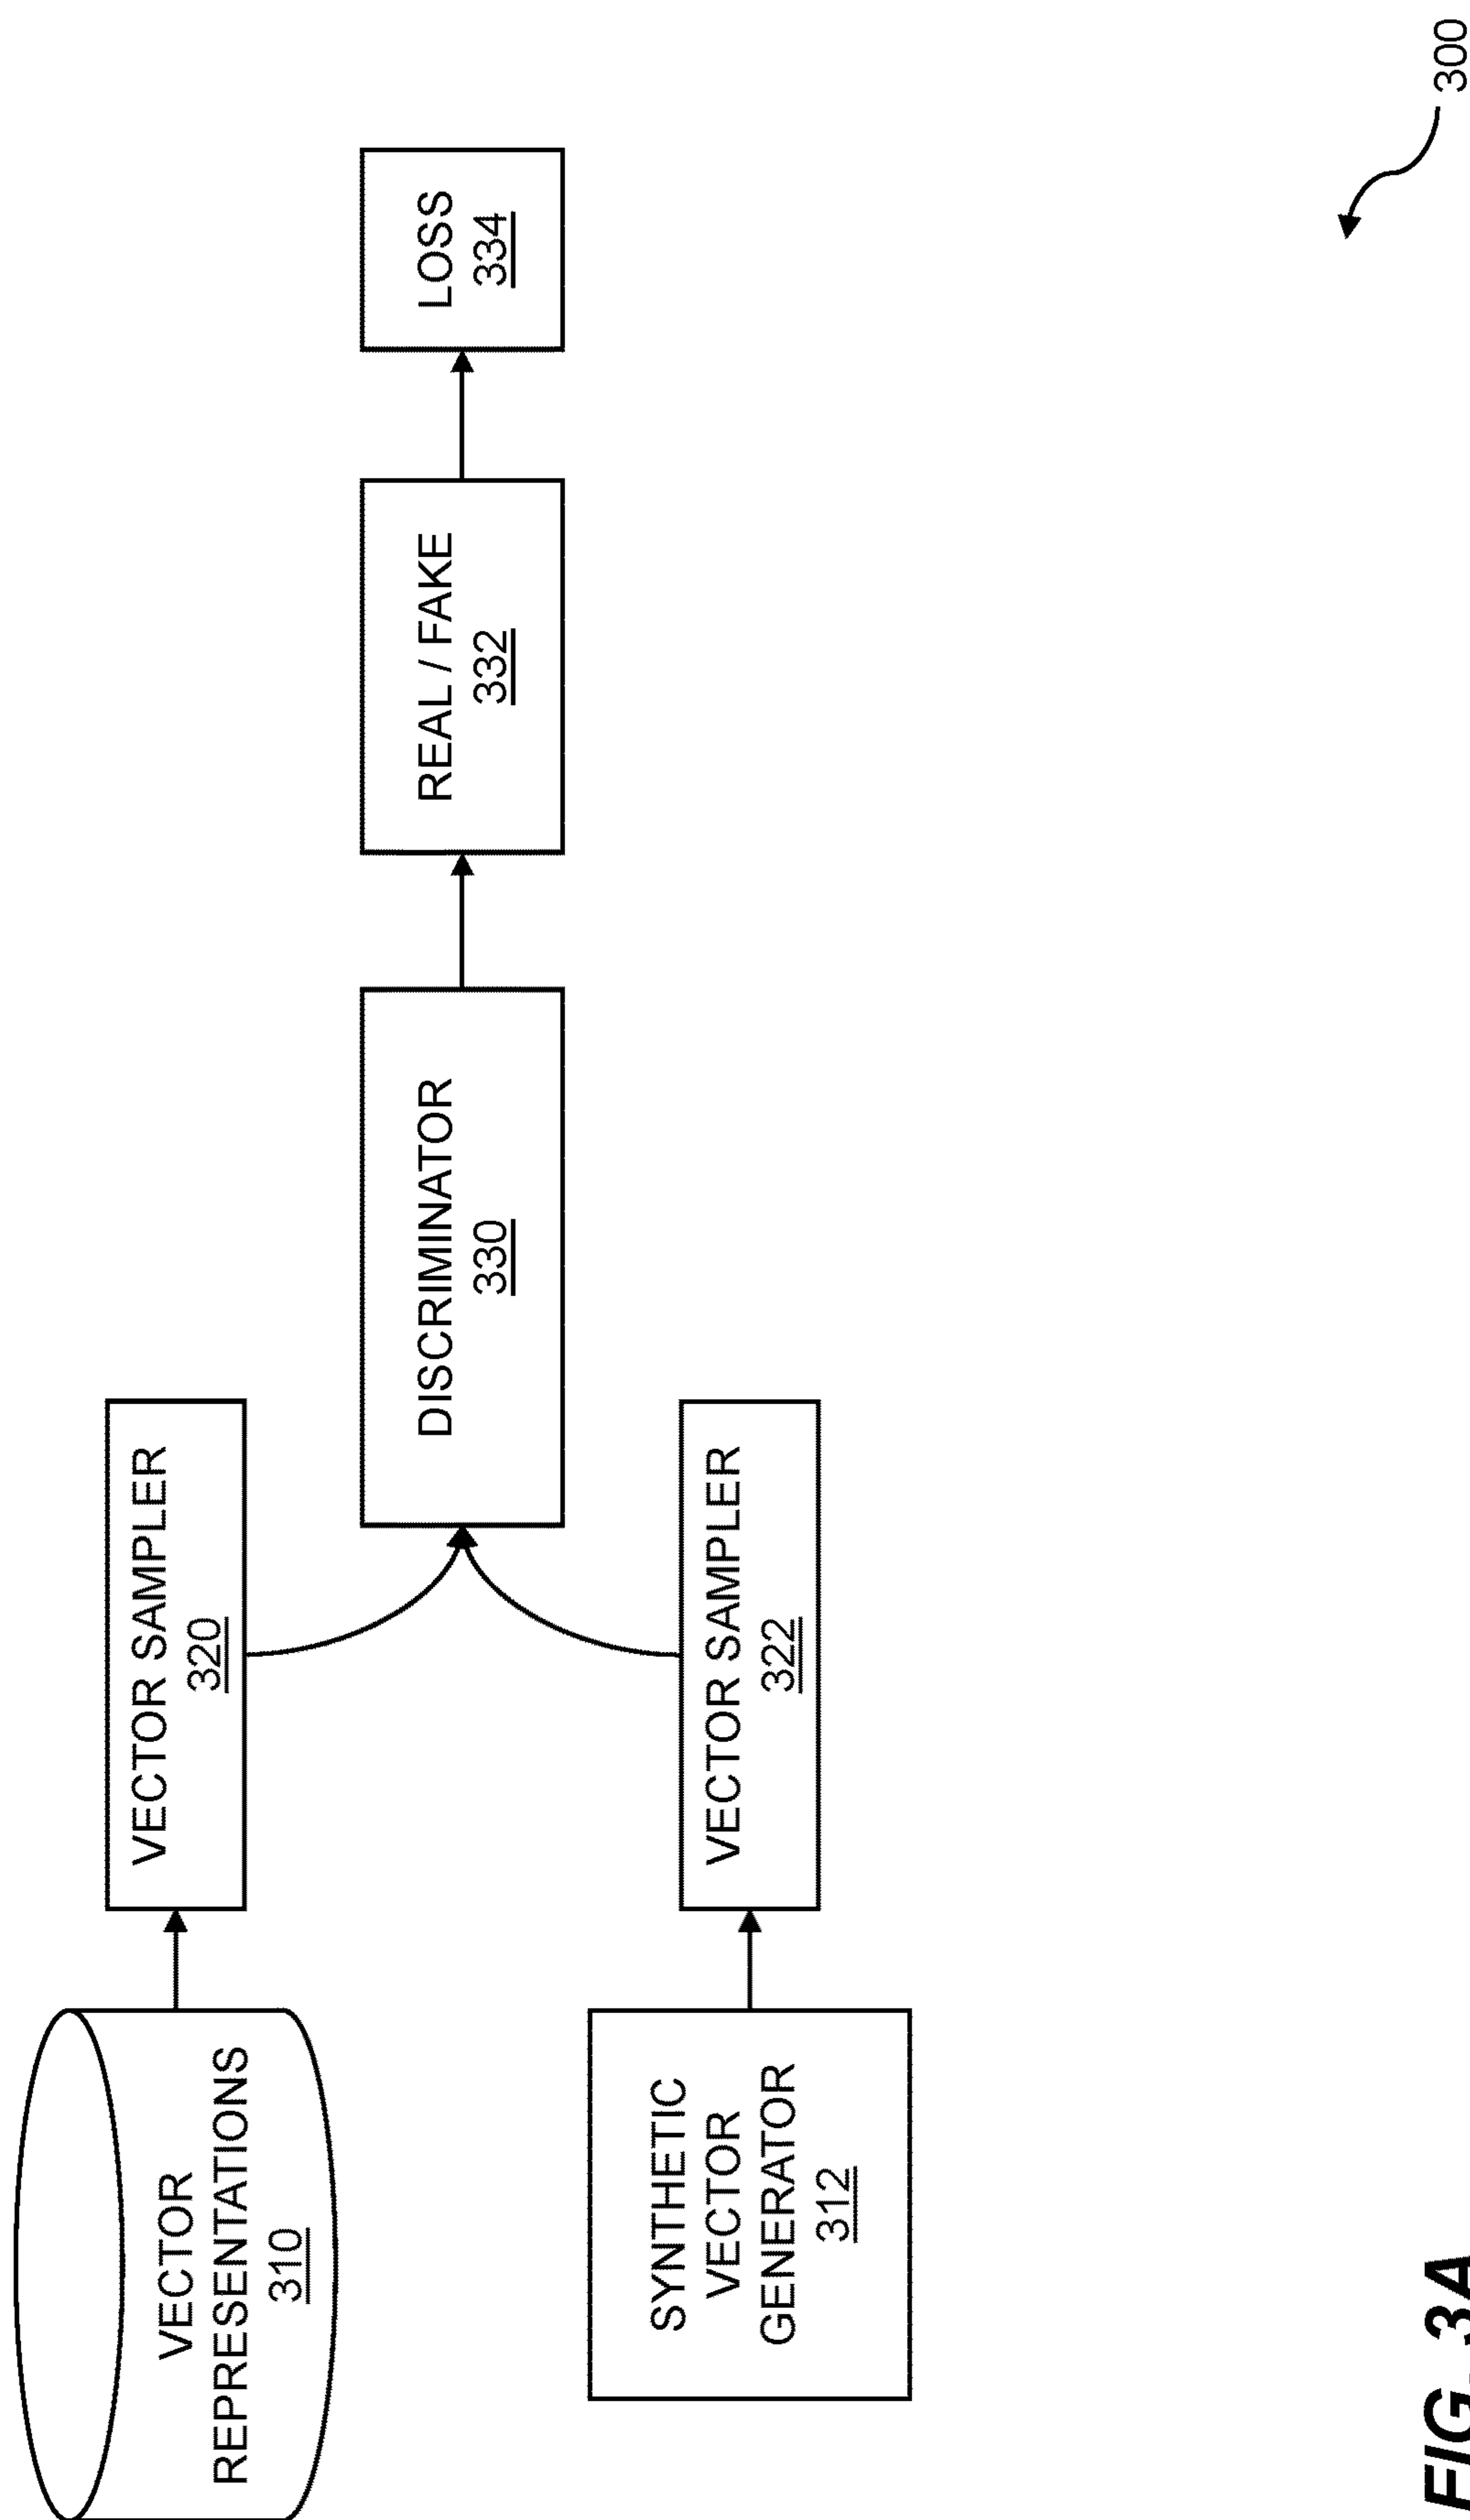 VECTOR
REPRESENTATIONS
310
VECTOR SAMPLER
320
SYNTHETIC
VECTOR
GENERATOR
312
VECTOR SAMPLER
322
DISCRIMINATOR
330
REAL / FAKE
332
LOSS
334
300
FIG. 3A